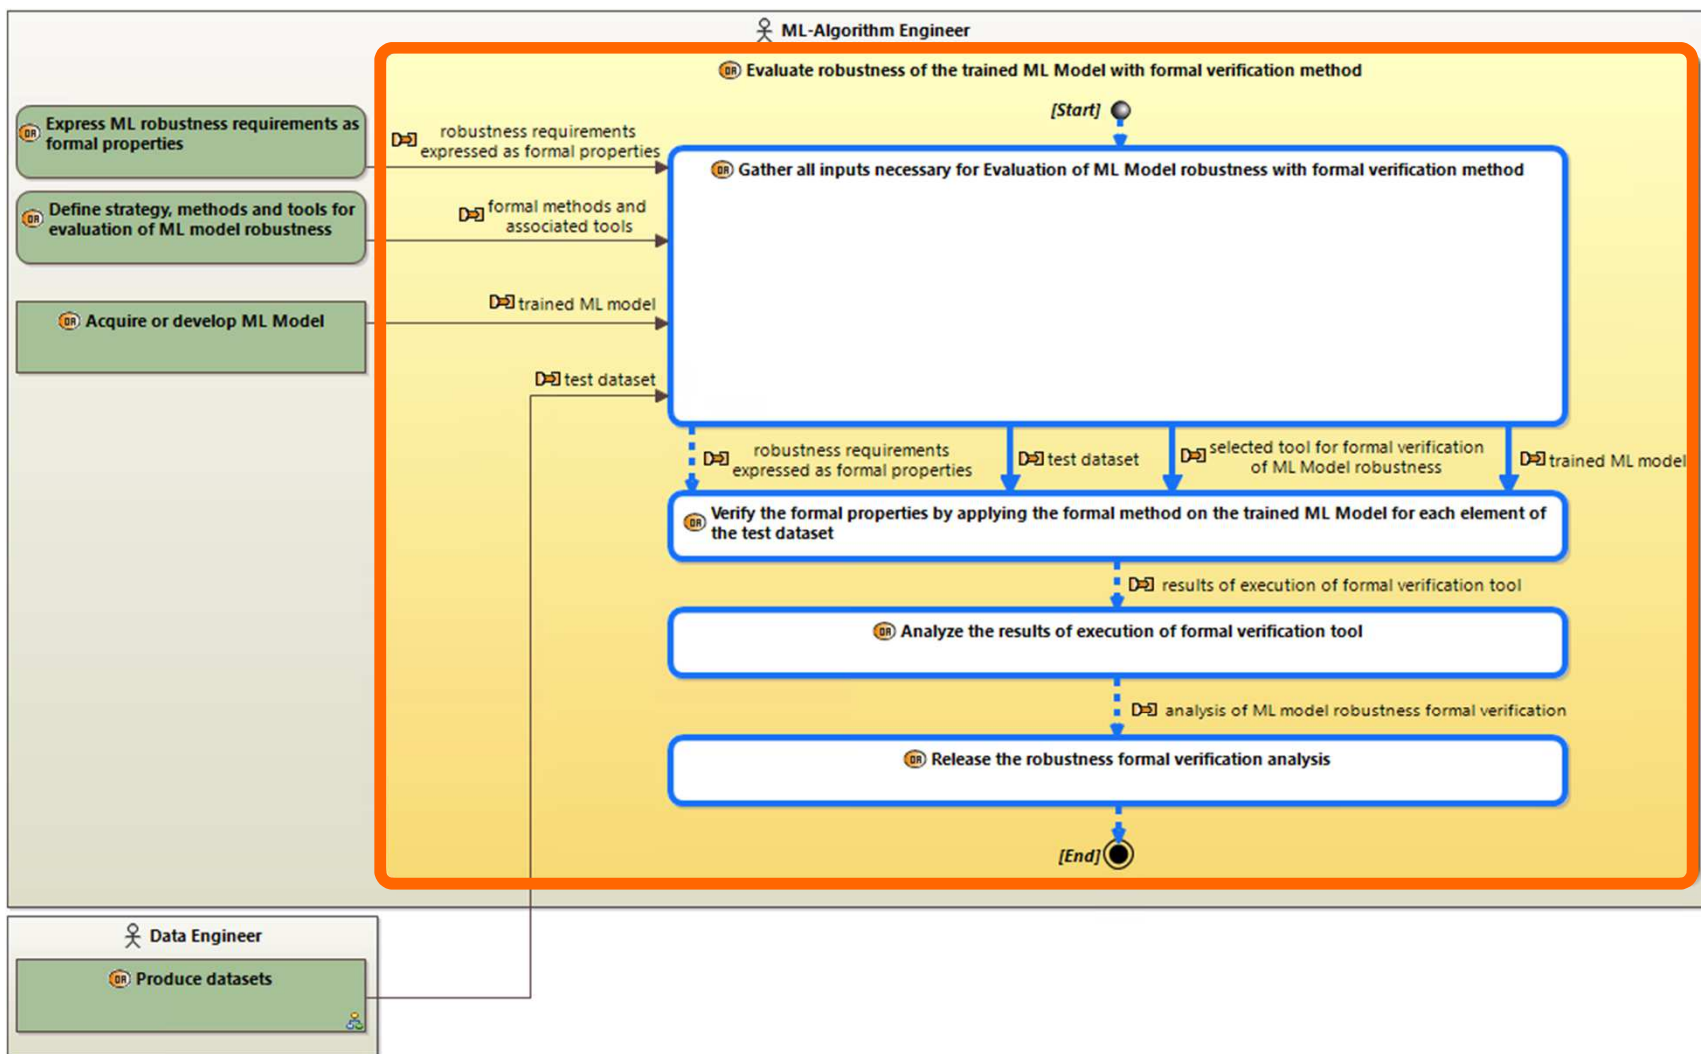 ML-Algorithm Engineer
Evaluate robustness of the trained ML Model with formal verification method
[Start]
Express ML robustness requirements as
formal properties
robustness requirements
expressed as formal properties
Gather all inputs necessary for Evaluation of ML Model robustness with formal verification method
Define strategy, methods and tools for
evaluation of ML model robustness
formal methods and
associated tools
Acquire or develop ML Model
trained ML model
test dataset
robustness requirements
expressed as formal properties
test dataset
selected tool for formal verification
of ML Model robustness
trained ML model
Verify the formal properties by applying the formal method on the trained ML Model for each element of
the test dataset
results of execution of formal verification tool
Analyze the results of execution of formal verification tool
analysis of ML model robustness formal verification
Release the robustness formal verification analysis
[End]
Data Engineer
Produce datasets